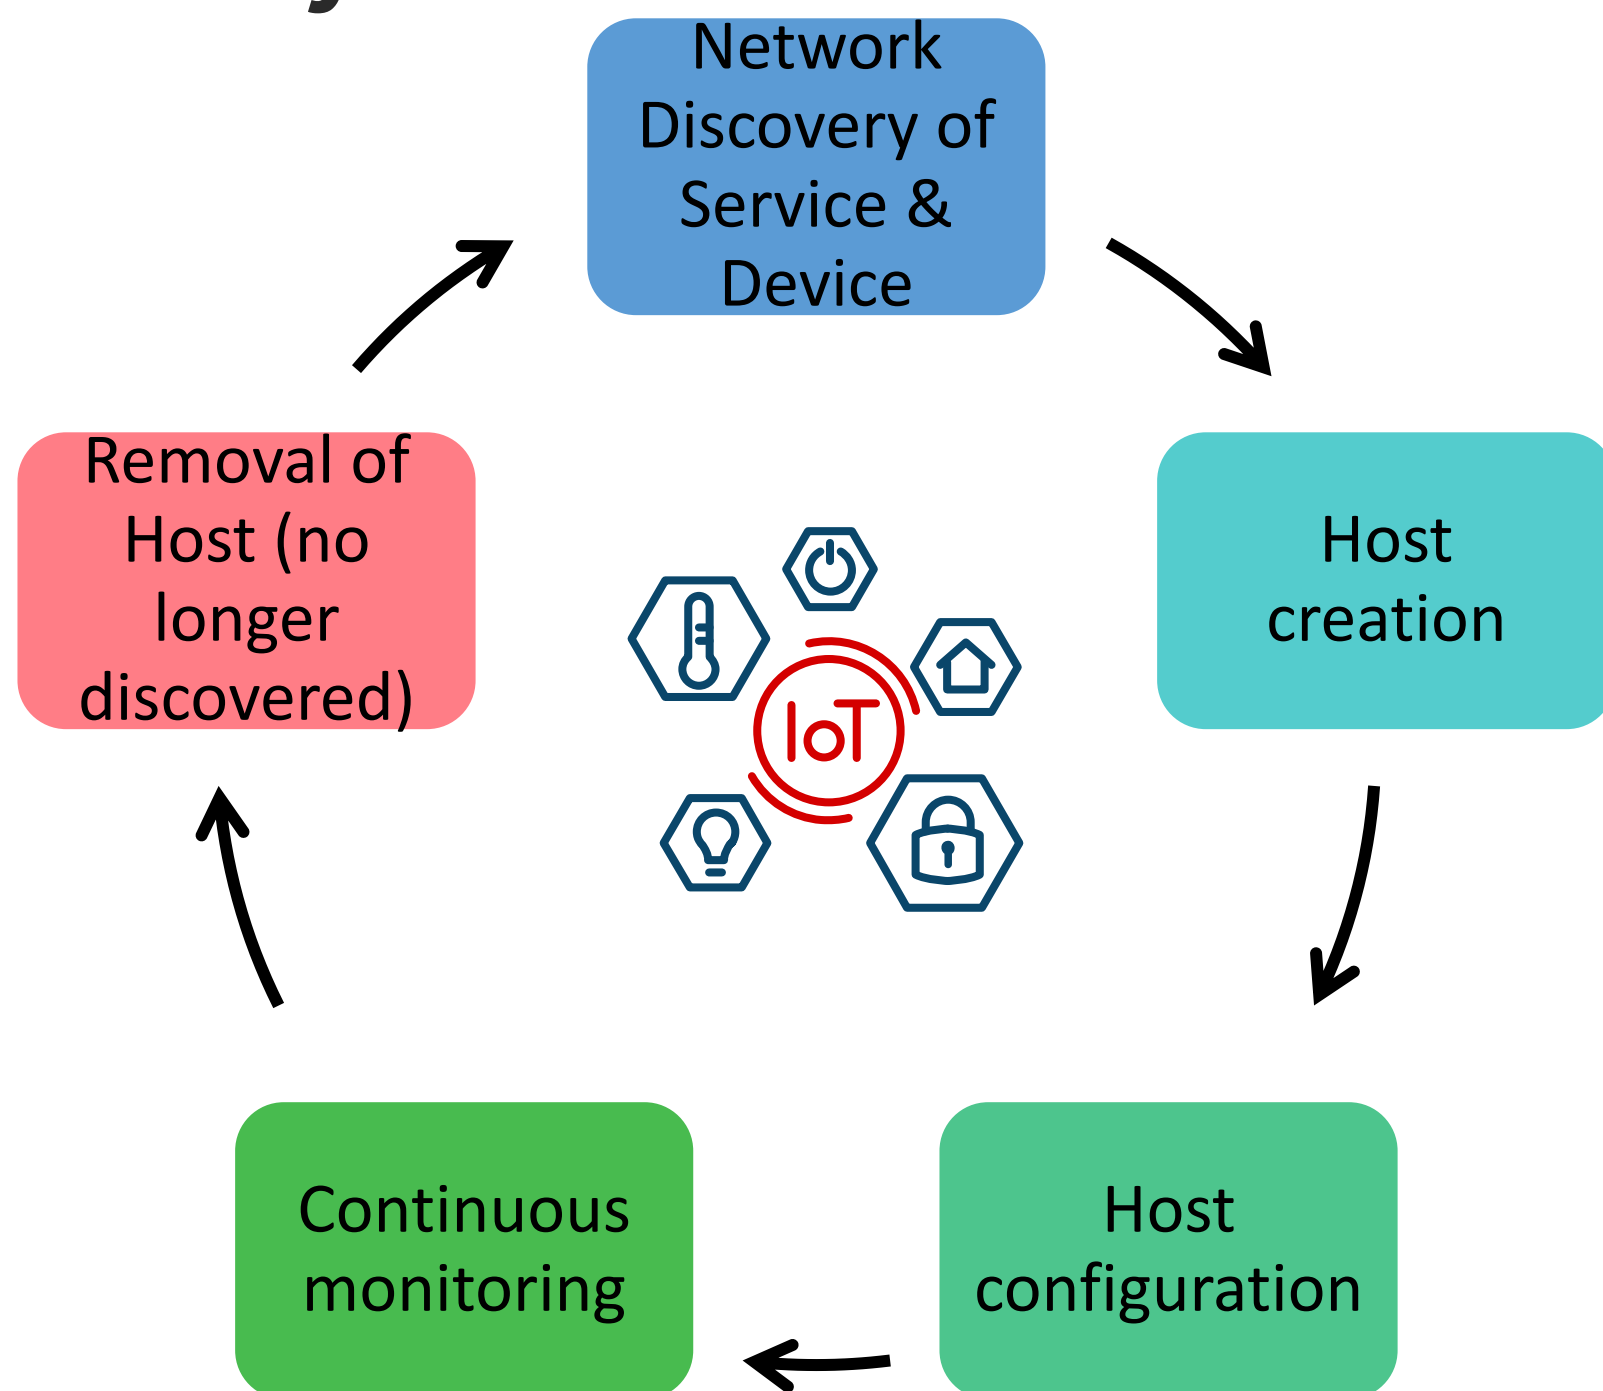 Network
Discovery of
Service &
Device
Host
creation
Host
configuration
Continuous
monitoring
Removal of
Host (no
longer
discovered)
IoT